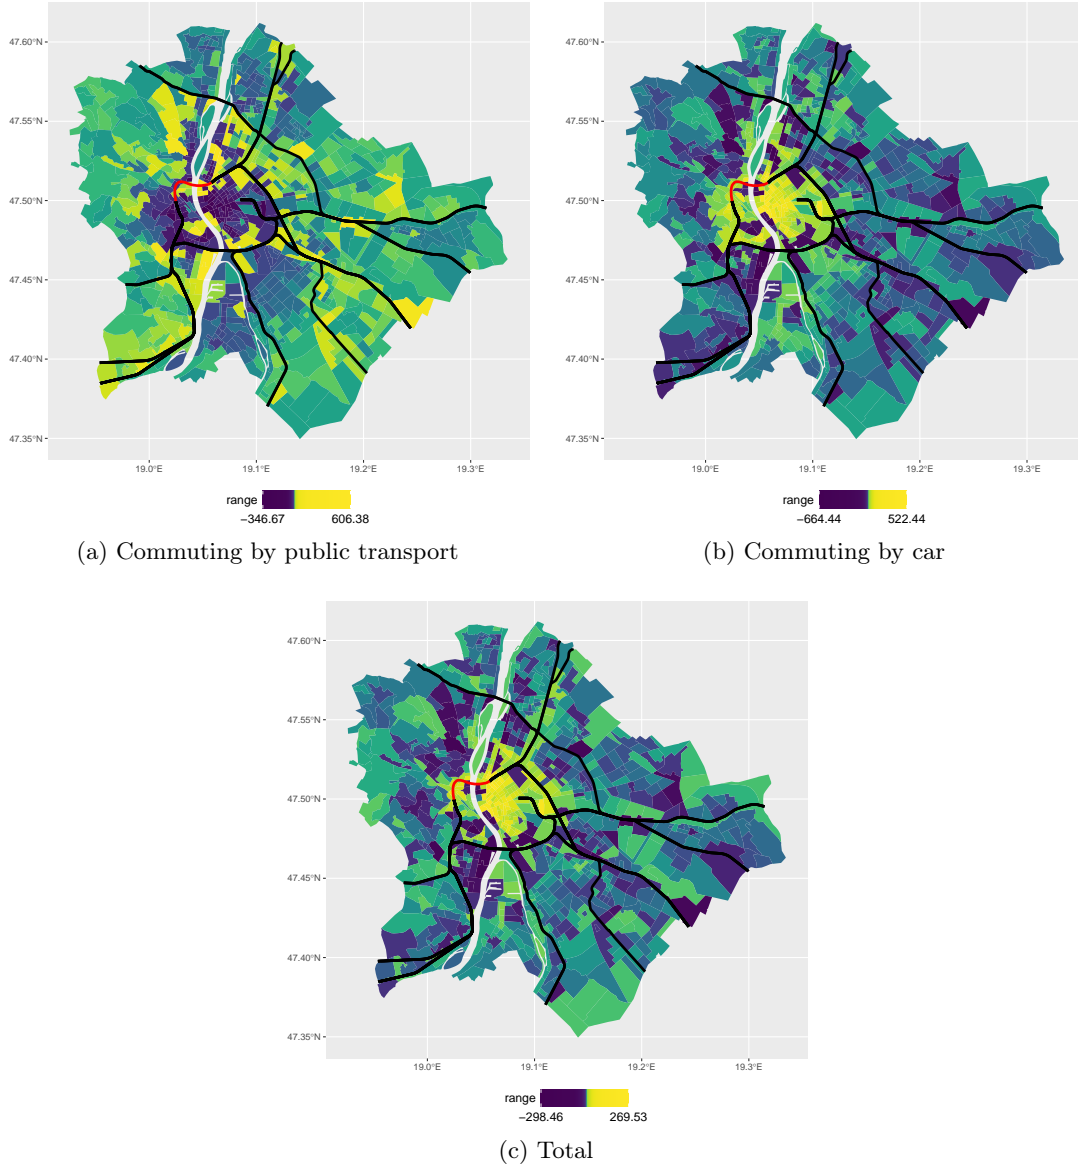 47.60°N
47.55°N
47.50°N
47.45°N
47.40°N
47.35°N
19.0°E 19.1°E 19.2°E 19.3°E
range
−346.67 606.38
(a) Commuting by public transport
47.60°N
47.55°N
47.50°N
47.45°N
47.40°N
47.35°N
19.0°E 19.1°E 19.2°E 19.3°E
range
−664.44 522.44
(b) Commuting by car
47.60°N
47.55°N
47.50°N
47.45°N
47.40°N
47.35°N
19.0°E 19.1°E 19.2°E 19.3°E
range
−298.46 269.53
(c) Total